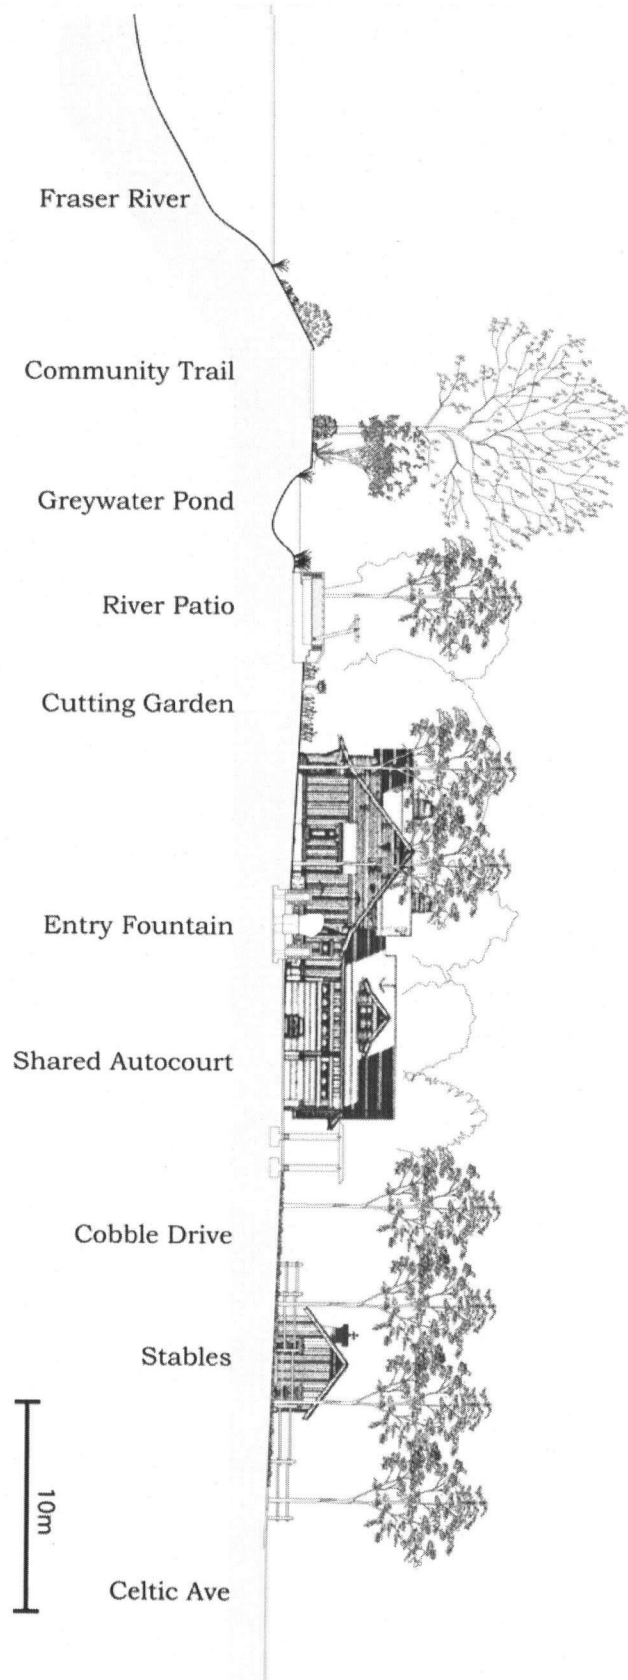 Fraser River
Community Trail
Greywater Pond
River Patio
Cutting Garden
Entry Fountain
Shared Autocourt
Cobble Drive
Stables
10m
Celtic Ave